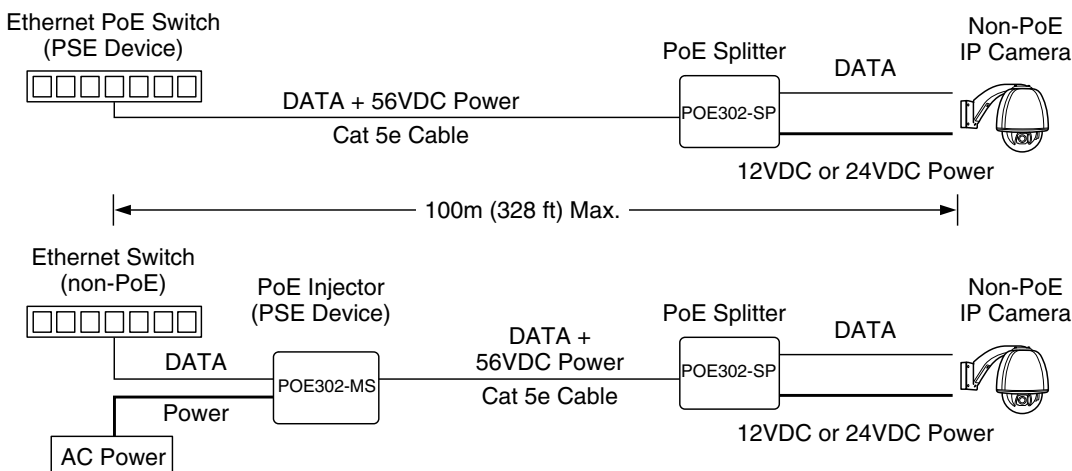 Ethernet PoE Switch
(PSE Device)
DATA + 56VDC Power
Cat 5e Cable
PoE Splitter
POE302-SP
DATA
12VDC or 24VDC Power
Non-PoE
IP Camera
100m (328 ft) Max.
Ethernet Switch
(non-PoE)
DATA
Power
AC Power
PoE Injector
(PSE Device)
POE302-MS
DATA +
56VDC Power
Cat 5e Cable
PoE Splitter
POE302-SP
DATA
12VDC or 24VDC Power
Non-PoE
IP Camera